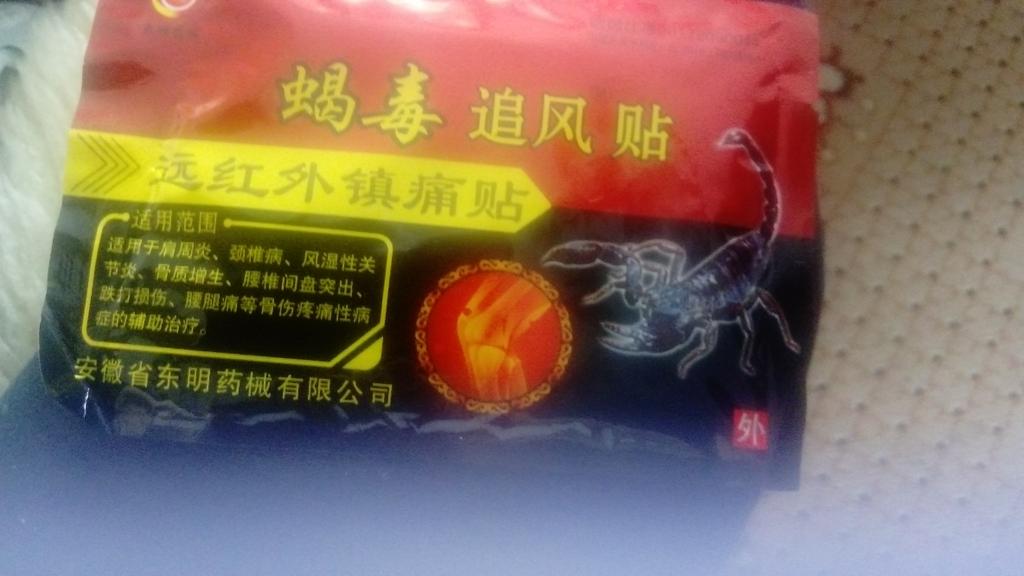 蝎毒 追风贴
远红外镇痛贴
适用范围
适用于肩周炎、颈椎病、风湿性关
节炎、骨质增生、腰椎间盘突出、
跌打损伤、腰腿痛等骨伤疼痛性病
症的辅助治疗。
安徽省东明药械有限公司
外